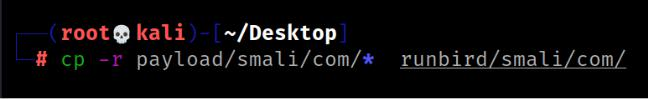 ┌──(root💀kali)-[~/Desktop]
└─# cp -r payload/smali/com/*  runbird/smali/com/